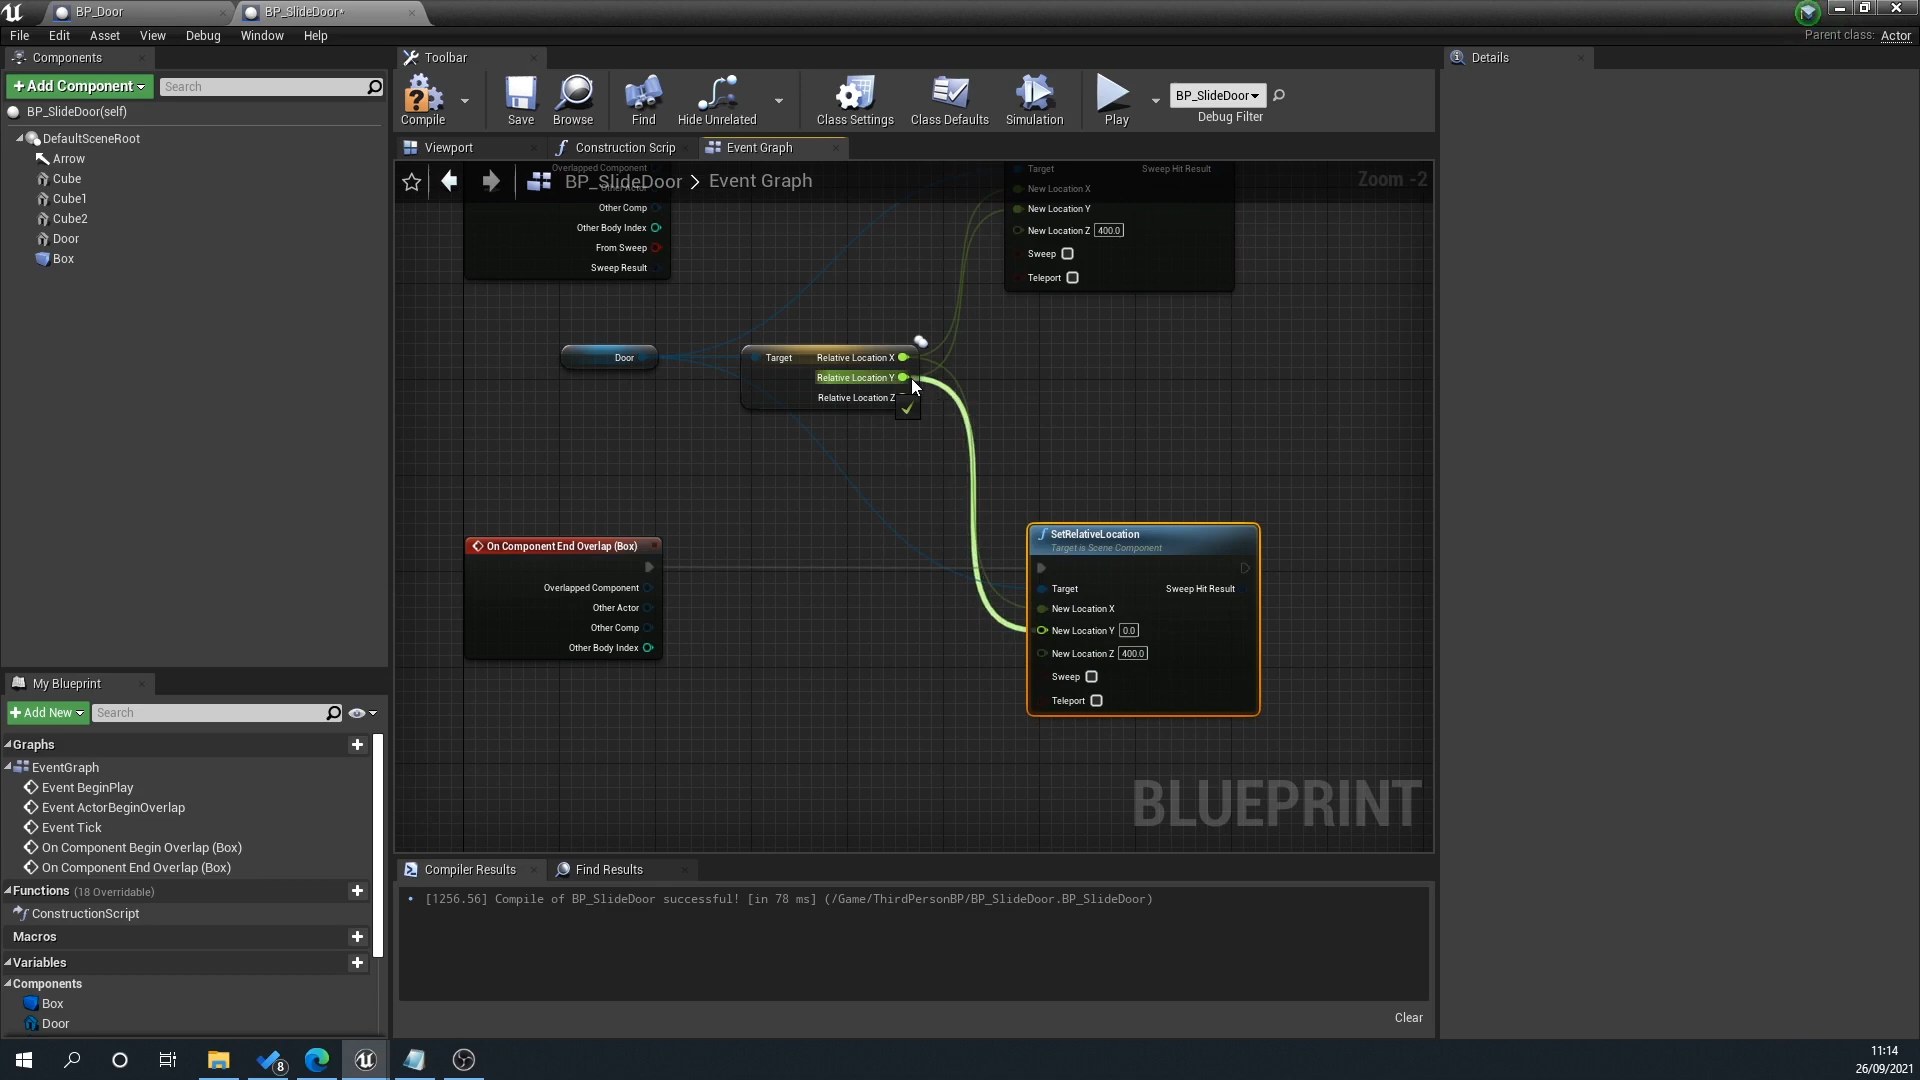 BP_Door
BP_SlideDoor*
File Edit Asset View Debug Window Help
Parent class: Actor
Components
+ Add Component
Search
BP_SlideDoor(self)
DefaultSceneRoot
Arrow
Cube
Cube1
Cube2
Door
Box
Toolbar
Compile
Save
Browse
Find
Hide Unrelated
Class Settings
Class Defaults
Simulation
Play
BP_SlideDoor
Debug Filter
Details
Viewport
Construction Scrip
Event Graph
BP_SlideDoor > Event Graph
Zoom -2
Overlapped Component
Other Actor
Other Comp
Other Body Index
From Sweep
Sweep Result
Target
Sweep Hit Result
New Location X
New Location Y
New Location Z 400.0
Sweep
Teleport
Door
Target
Relative Location X
Relative Location Y
Relative Location Z
On Component End Overlap (Box)
Overlapped Component
Other Actor
Other Comp
Other Body Index
SetRelativeLocation
Target is Scene Component
Target
Sweep Hit Result
New Location X
New Location Y 0.0
New Location Z 400.0
Sweep
Teleport
BLUEPRINT
My Blueprint
+ Add New
Search
Graphs
EventGraph
Event BeginPlay
Event ActorBeginOverlap
Event Tick
On Component Begin Overlap (Box)
On Component End Overlap (Box)
Functions (18 Overridable)
ConstructionScript
Macros
Variables
Components
Box
Door
Compiler Results
Find Results
[1256.56] Compile of BP_SlideDoor successful! [in 78 ms] (/Game/ThirdPersonBP/BP_SlideDoor.BP_SlideDoor)
Clear
8
11:14
26/09/2021